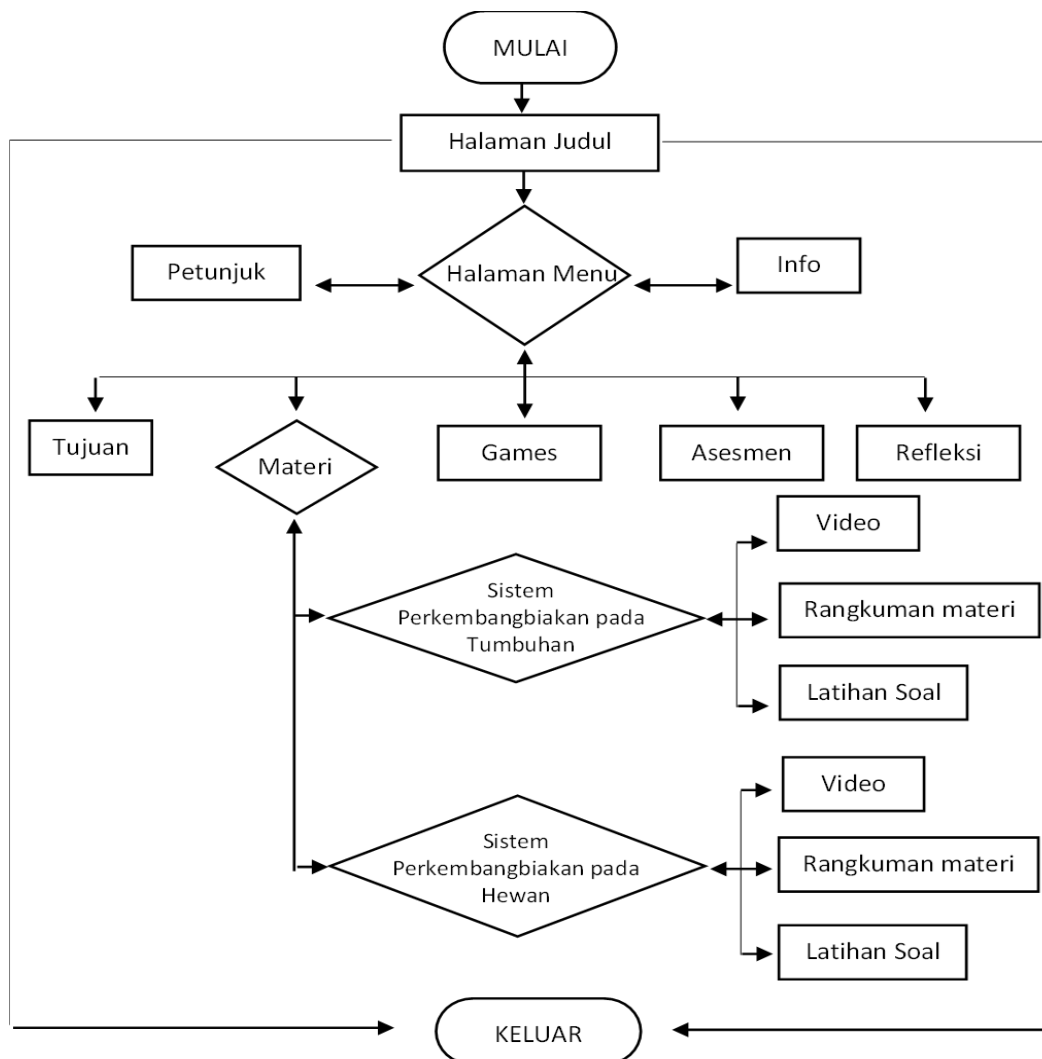 MULAI
Halaman Judul
Petunjuk
Halaman Menu
Info
Tujuan
Materi
Games
Asesmen
Refleksi
Video
Sistem
Perkembangbiakan pada
Tumbuhan
Rangkuman materi
Latihan Soal
Video
Sistem
Perkembangbiakan pada
Hewan
Rangkuman materi
Latihan Soal
KELUAR